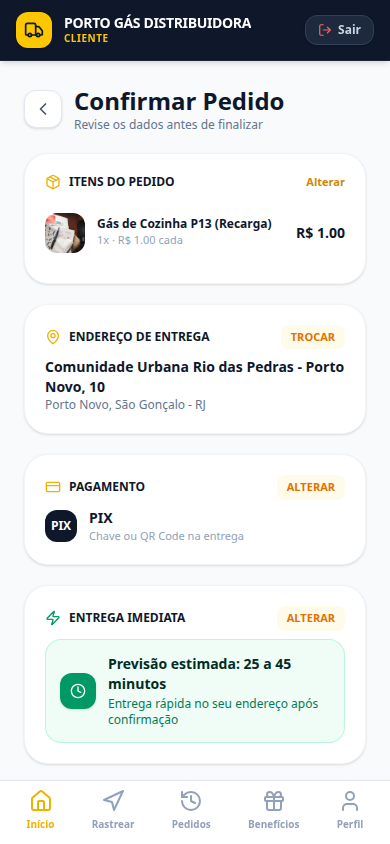 PORTO GÁS DISTRIBUIDORA
CLIENTE
Sair
Confirmar Pedido
Revise os dados antes de finalizar
ITENS DO PEDIDO
Alterar
Gás de Cozinha P13 (Recarga)
1x · R$ 1.00 cada
R$ 1.00
ENDEREÇO DE ENTREGA
TROCAR
Comunidade Urbana Rio das Pedras - Porto
Novo, 10
Porto Novo, São Gonçalo - RJ
PAGAMENTO
ALTERAR
PIX
PIX
Chave ou QR Code na entrega
ENTREGA IMEDIATA
ALTERAR
Previsão estimada: 25 a 45
minutos
Entrega rápida no seu endereço após
confirmação
Início
Rastrear
Pedidos
Benefícios
Perfil